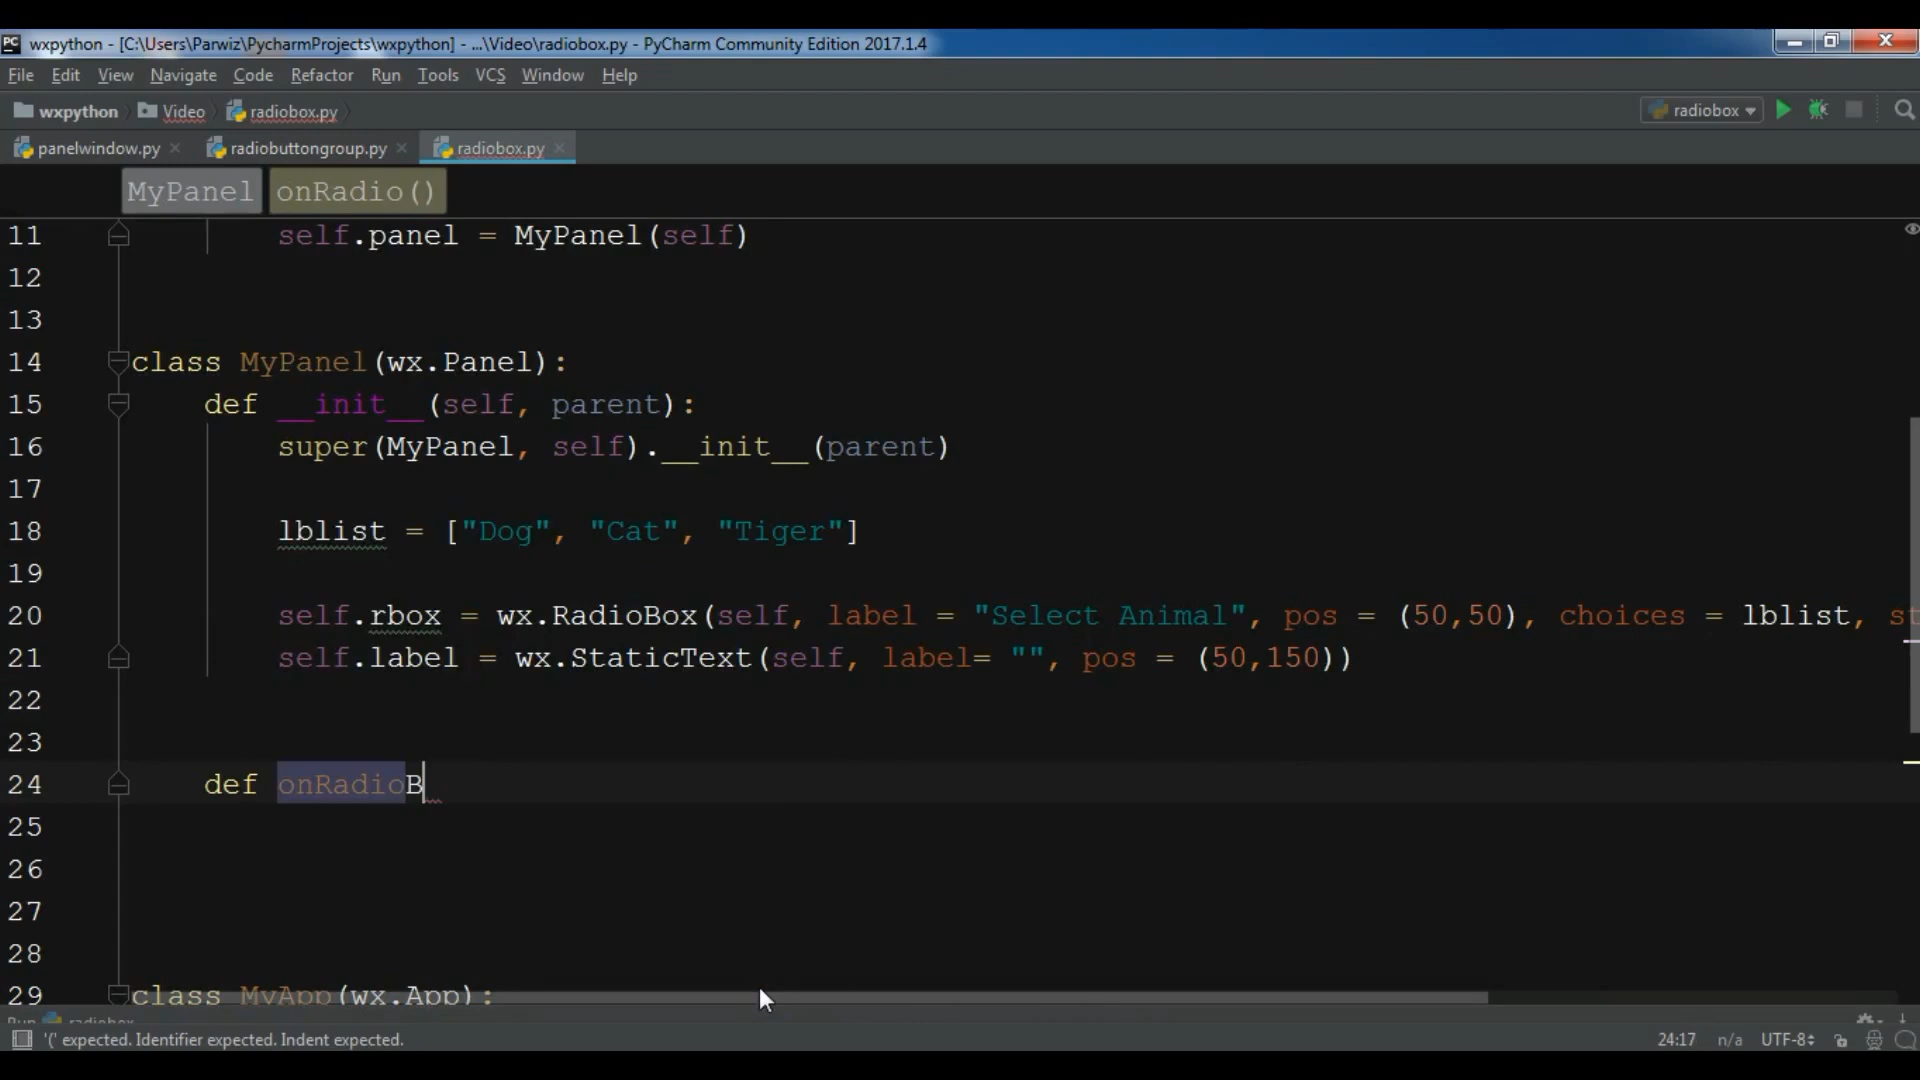 PC wxpython - [C:\Users\Parwiz\PycharmProjects\wxpython] - ...\Video\radiobox.py - PyCharm Community Edition 2017.1.4
File Edit View Navigate Code Refactor Run Tools VCS Window Help
wxpython Video radiobox.py radiobox
panelwindow.py radiobuttongroup.py radiobox.py
MyPanel onRadio()
11 self.panel = MyPanel(self)
12
13
14 class MyPanel(wx.Panel):
15 def __init__(self, parent):
16 super(MyPanel, self).__init__(parent)
17
18 lblist = ["Dog", "Cat", "Tiger"]
19
20 self.rbox = wx.RadioBox(self, label = "Select Animal", pos = (50,50), choices = lblist, st
21 self.label = wx.StaticText(self, label= "", pos = (50,150))
22
23
24 def onRadioB
25
26
27
28
29 class MyApp(wx.App):
Run radiobox
'(' expected. Identifier expected. Indent expected. 24:17 n/a UTF-8